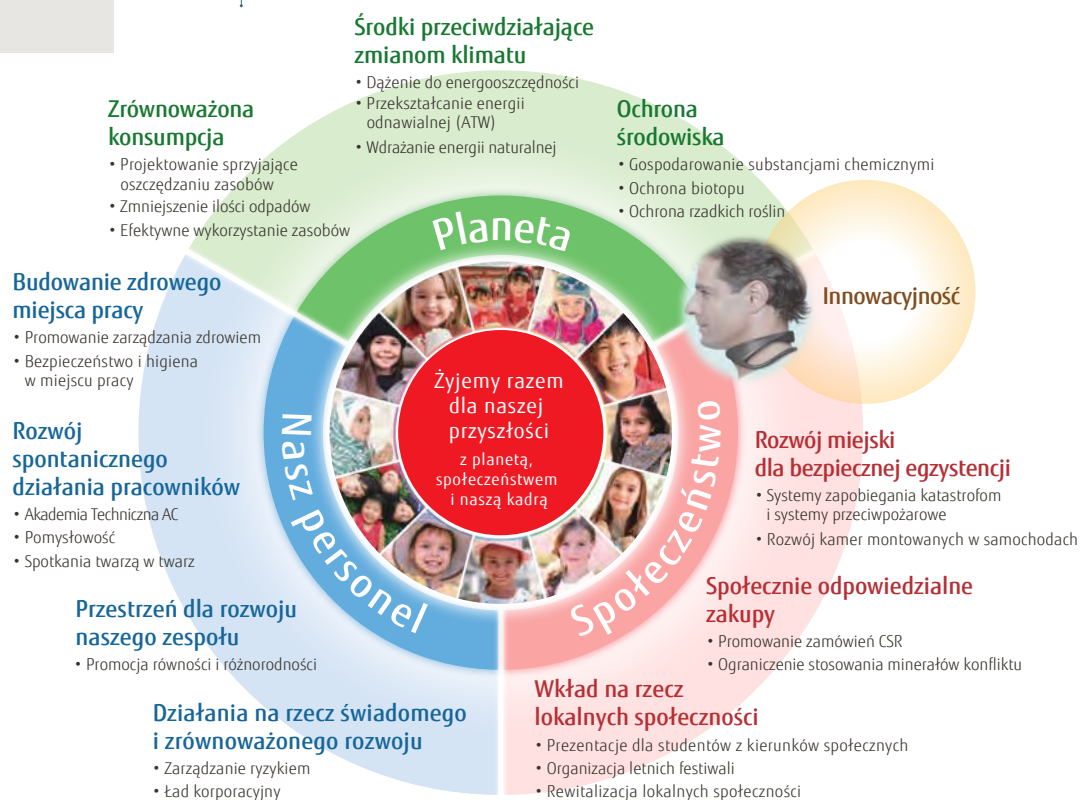 Środki przeciwdziałające
zmianom klimatu
• Dążenie do energooszczędności
• Przekształcanie energii
odnawialnej (ATW)
• Wdrażanie energii naturalnej
Zrównoważona
konsumpcja
• Projektowanie sprzyjające
oszczędzaniu zasobów
• Zmniejszenie ilości odpadów
• Efektywne wykorzystanie zasobów
Ochrona
środowiska
• Gospodarowanie substancjami chemicznymi
• Ochrona biotopu
• Ochrona rzadkich roślin
Planeta
Innowacyjność
Budowanie zdrowego
miejsca pracy
• Promowanie zarządzania zdrowiem
• Bezpieczeństwo i higiena
w miejscu pracy
Rozwój
spontanicznego
działania pracowników
• Akademia Techniczna AC
• Pomysłowość
• Spotkania twarzą w twarz
Przestrzeń dla rozwoju
naszego zespołu
• Promocja równości i różnorodności
Działania na rzecz świadomego
i zrównoważonego rozwoju
• Zarządzanie ryzykiem
• Ład korporacyjny
Nasz personel
Żyjemy razem
dla naszej
przyszłości
z planetą,
społeczeństwem
i naszą kadrą
Społeczeństwo
Rozwój miejski
dla bezpiecznej egzystencji
• Systemy zapobiegania katastrofom
i systemy przeciwpożarowe
• Rozwój kamer montowanych w samochodach
Społecznie odpowiedzialne
zakupy
• Promowanie zamówień CSR
• Ograniczenie stosowania minerałów konfliktu
Wkład na rzecz
lokalnych społeczności
• Prezentacje dla studentów z kierunków społecznych
• Organizacja letnich festiwali
• Rewitalizacja lokalnych społeczności